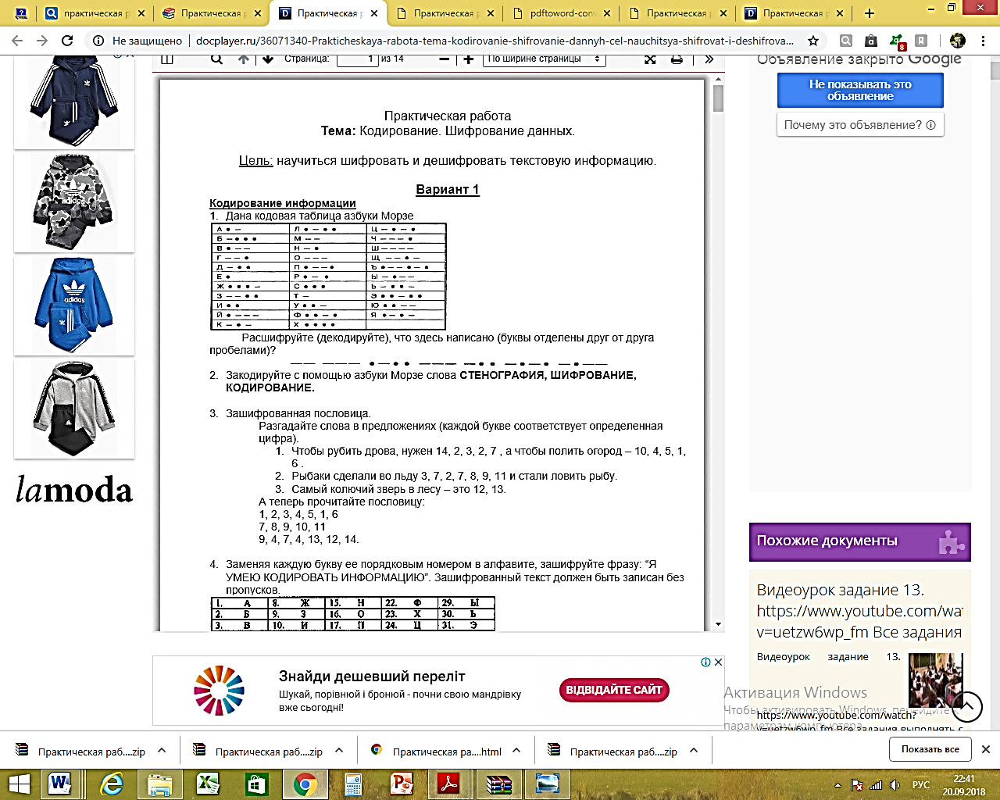 практическая р
Практическая р
Практическая р
практическая р
pdftoword-conv
Практическая р
Практическая р
Не защищено | docplayer.ru/36071340-Prakticheskaya-rabota-tema-kodirovanie-shifrovanie-dannyh-cel-nauchitsya-shifrovat-i-deshifrova...
8
Страница: 1 из 14
По ширине страницы
Объявление закрыто Google
Не показывать это объявление
Почему это объявление?
adidas
adidas
lamoda
Практическая работа
Тема: Кодирование. Шифрование данных.
Цель: научиться шифровать и дешифровать текстовую информацию.
Вариант 1
Кодирование информации
1. Дана кодовая таблица азбуки Морзе
А • – Л • – • • Ц – • – •
Б – • • • М – – Ч – – – •
В • – – Н – • Ш – – – –
Г – – • О – – – Щ – – • –
Д – • • П • – – • Ъ • – – • – •
Е • Р • – • Ы – • – –
Ж • • • – С • • • Ь – • • –
З – – • • Т – Э • • – • •
И • • У • • – Ю • • – –
Й • – – – Ф • • – • Я • – • –
К – • – Х • • • •
Расшифруйте (декодируйте), что здесь написано (буквы отделены друг от друга
пробелами)?
–– ––– •–•• ––– –•• –•–• –•––
2. Закодируйте с помощью азбуки Морзе слова СТЕНОГРАФИЯ, ШИФРОВАНИЕ,
КОДИРОВАНИЕ.
3. Зашифрованная пословица.
Разгадайте слова в предложениях (каждой букве соответствует определенная
цифра).
1. Чтобы рубить дрова, нужен 14, 2, 3, 2, 7 , а чтобы полить огород – 10, 4, 5, 1,
6 .
2. Рыбаки сделали во льду 3, 7, 2, 7, 8, 9, 11 и стали ловить рыбу.
3. Самый колючий зверь в лесу – это 12, 13.
А теперь прочитайте пословицу:
1, 2, 3, 4, 5, 1, 6
7, 8, 9, 10, 11
9, 4, 7, 4, 13, 12, 14.
4. Заменяя каждую букву ее порядковым номером в алфавите, зашифруйте фразу: “Я
УМЕЮ КОДИРОВАТЬ ИНФОРМАЦИЮ”. Зашифрованный текст должен быть записан без
пропусков.
1. А 8. Ж 15. Н 22. Ф 29. Ы
2. Б 9. З 16. О 23. Х 30. Ь
3. В 10. И 17. П 24. Ц 31. Э
Похожие документы
Видеоурок задание 13.
https://www.youtube.com/wat
v=uetzw6wp_fm Все задания
Видеоурок задание 13.
https://www.youtube.com/watch?
v=uetzw6wp_fm Все задания выполнять с
Знайди дешевший переліт
Шукай, порівнюй і бронюй - почни свою мандрівку
вже сьогодні!
ВІДВІДАЙТЕ САЙТ
Активация Windows
Чтобы активировать Windows, перейдите к
параметрам компьютера.
Практическая раб....zip
Практическая раб....zip
Практическая ра....html
Практическая раб....zip
Показать все
РУС
22:41
20.09.2018